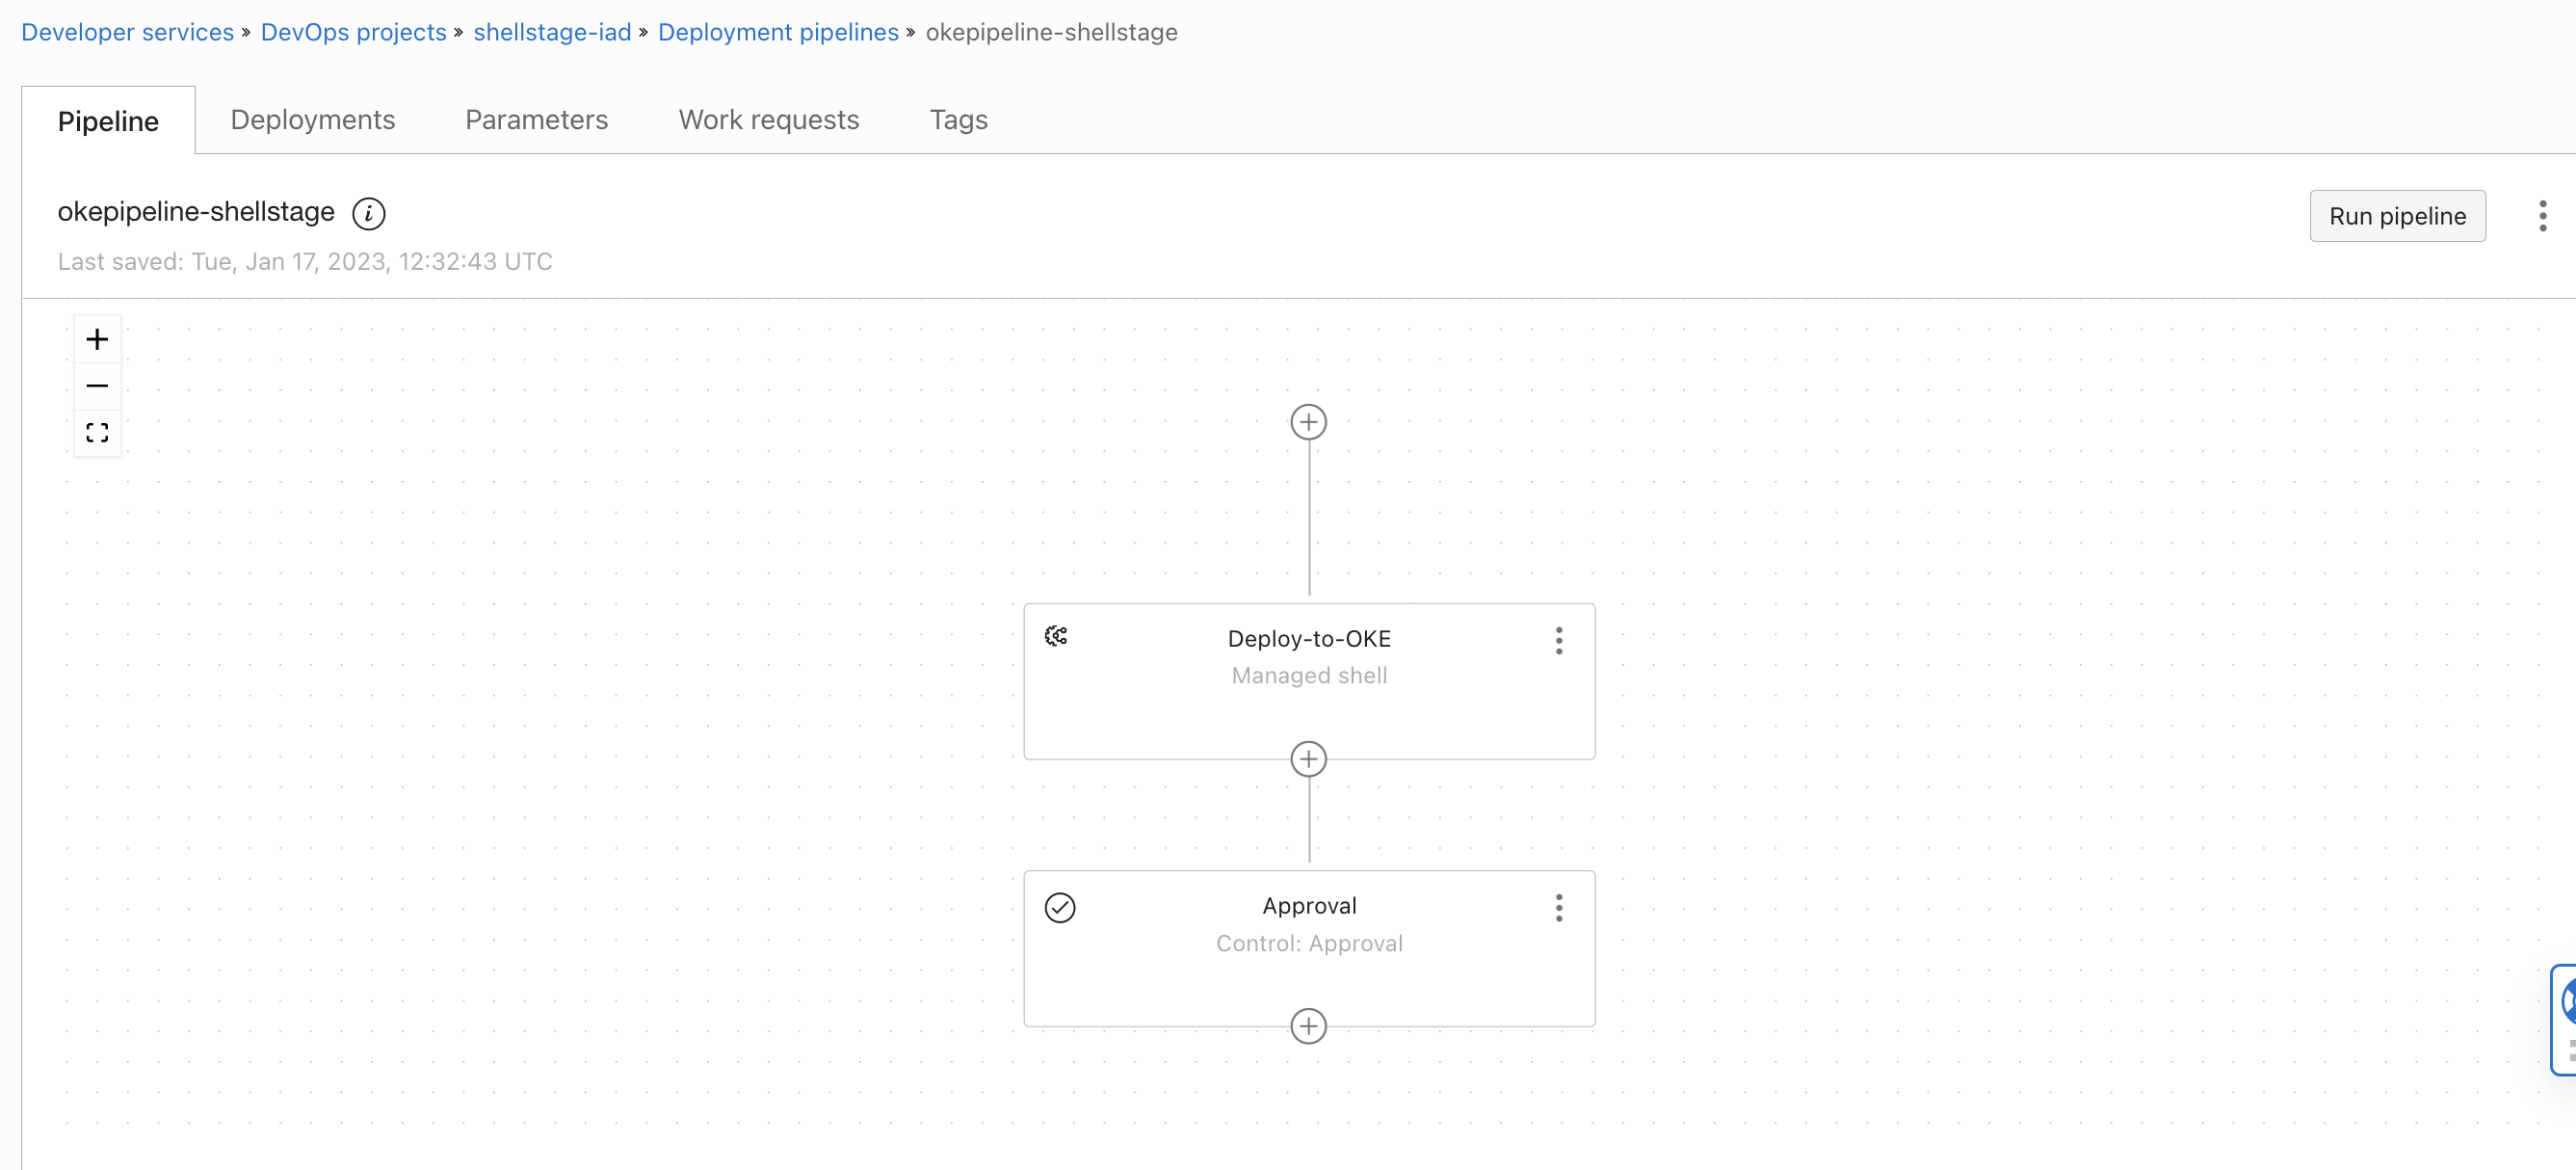 Developer services » DevOps projects » shellstage-iad » Deployment pipelines » okepipeline-shellstage
Pipeline Deployments Parameters Work requests Tags
okepipeline-shellstage i
Run pipeline
Last saved: Tue, Jan 17, 2023, 12:32:43 UTC
Deploy-to-OKE
Managed shell
Approval
Control: Approval